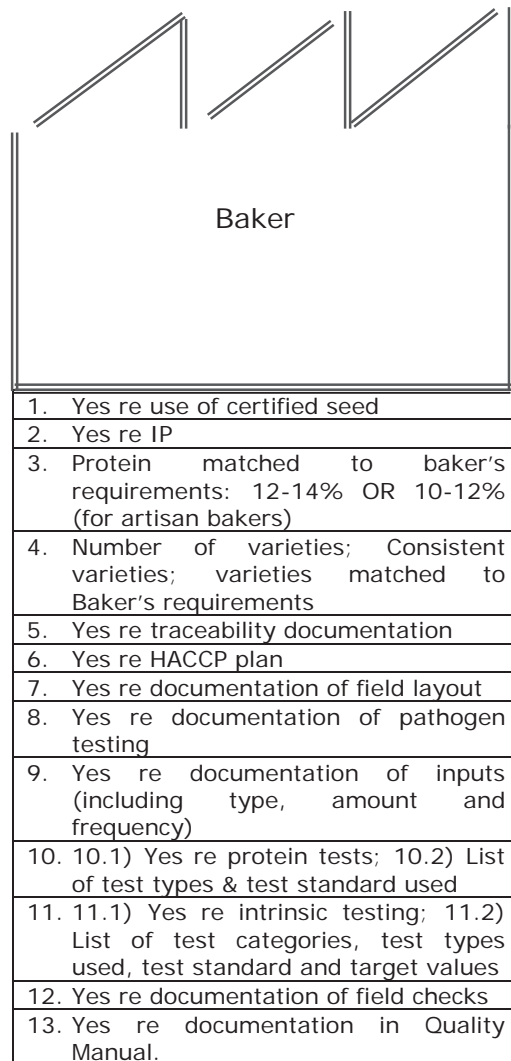 Baker
1. Yes re use of certified seed
2. Yes re IP
3. Protein matched to baker's
requirements: 12-14% OR 10-12%
(for artisan bakers)
4. Number of varieties; Consistent
varieties; varieties matched to
Baker's requirements
5. Yes re traceability documentation
6. Yes re HACCP plan
7. Yes re documentation of field layout
8. Yes re documentation of pathogen
testing
9. Yes re documentation of inputs
(including type, amount and
frequency)
10. 10.1) Yes re protein tests; 10.2) List
of test types & test standard used
11. 11.1) Yes re intrinsic testing; 11.2)
List of test categories, test types
used, test standard and target values
12. Yes re documentation of field checks
13. Yes re documentation in Quality
Manual.